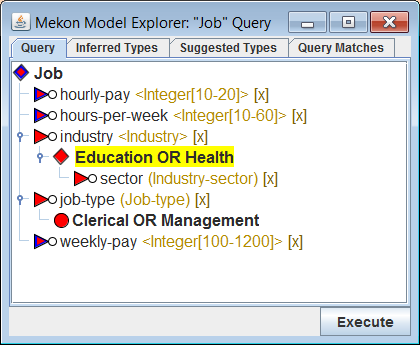 Mekon Model Explorer: "Job" Query
Query Inferred Types Suggested Types Query Matches
Job
hourly-pay <Integer[10-20]> [x]
hours-per-week <Integer[10-60]> [x]
industry <Industry> [x]
Education OR Health
sector (Industry-sector) [x]
job-type (Job-type) [x]
Clerical OR Management
weekly-pay <Integer[100-1200]> [x]
Execute